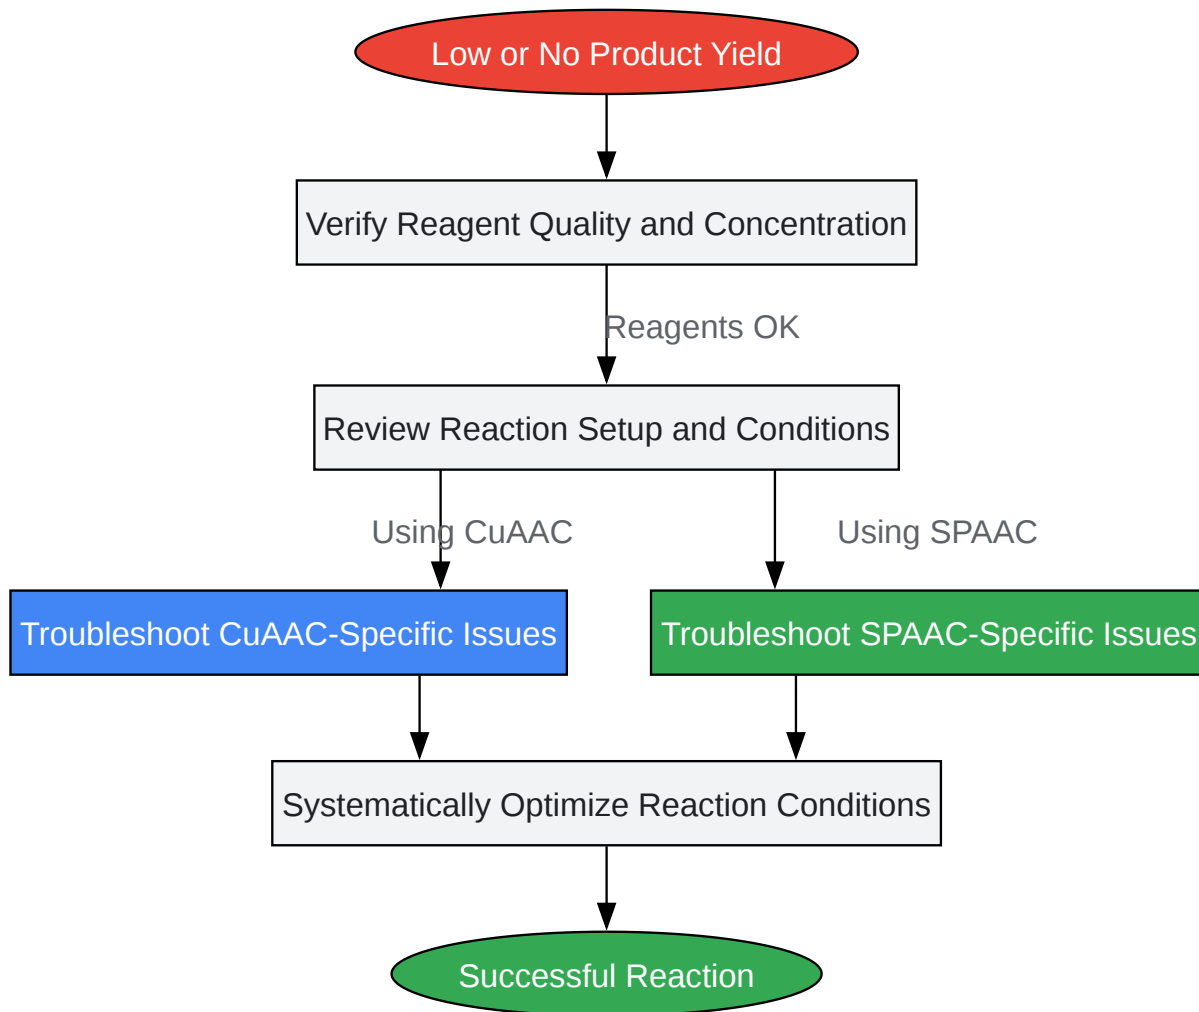 Low or No Product Yield
Verify Reagent Quality and Concentration
Reagents OK
Review Reaction Setup and Conditions
Using CuAAC
Using SPAAC
Troubleshoot CuAAC-Specific Issues
Troubleshoot SPAAC-Specific Issues
Systematically Optimize Reaction Conditions
Successful Reaction